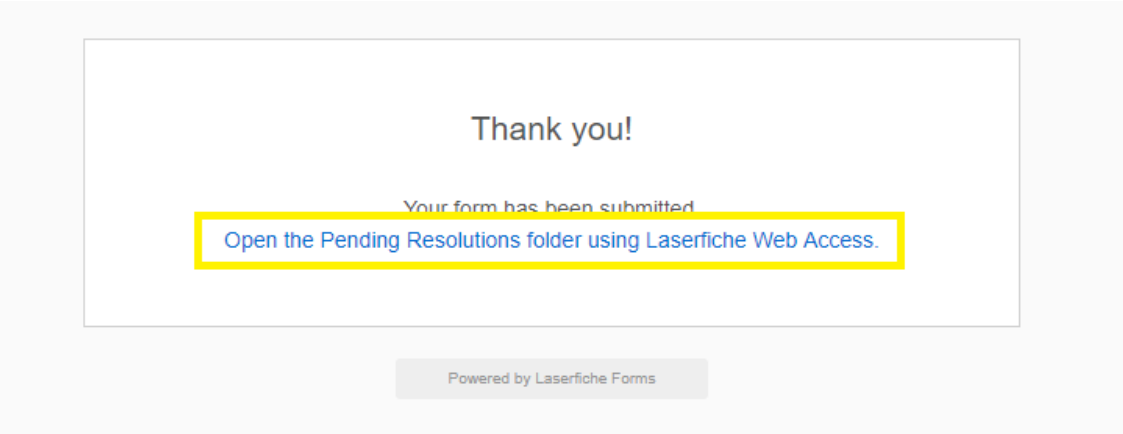 Thank you!
Your form has been submitted
Open the Pending Resolutions folder using Laserfiche Web Access.
Powered by Laserfiche Forms